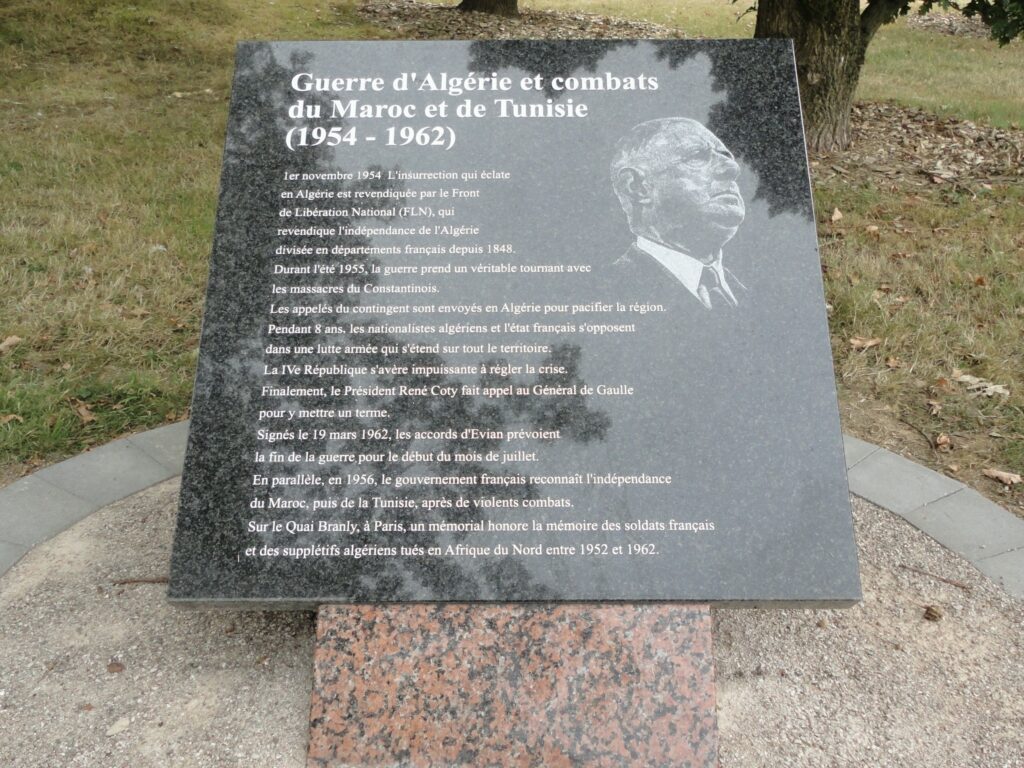 Guerre d'Algérie et combats
du Maroc et de Tunisie
(1954 - 1962)
1er novembre 1954 L'insurrection qui éclate
en Algérie est revendiquée par le Front
de Libération National (FLN), qui
revendique l'indépendance de l'Algérie
divisée en départements français depuis 1848.
Durant l'été 1955, la guerre prend un véritable tournant avec
les massacres du Constantinois.
Les appelés du contingent sont envoyés en Algérie pour pacifier la région.
Pendant 8 ans, les nationalistes algériens et l'état français s'opposent
dans une lutte armée qui s'étend sur tout le territoire.
La IVe République s'avère impuissante à régler la crise.
Finalement, le Président René Coty fait appel au Général de Gaulle
pour y mettre un terme.
Signés le 19 mars 1962, les accords d'Evian prévoient
la fin de la guerre pour le début du mois de juillet.
En parallèle, en 1956, le gouvernement français reconnaît l'indépendance
du Maroc, puis de la Tunisie, après de violents combats.
Sur le Quai Branly, à Paris, un mémorial honore la mémoire des soldats français
et des supplétifs algériens tués en Afrique du Nord entre 1952 et 1962.